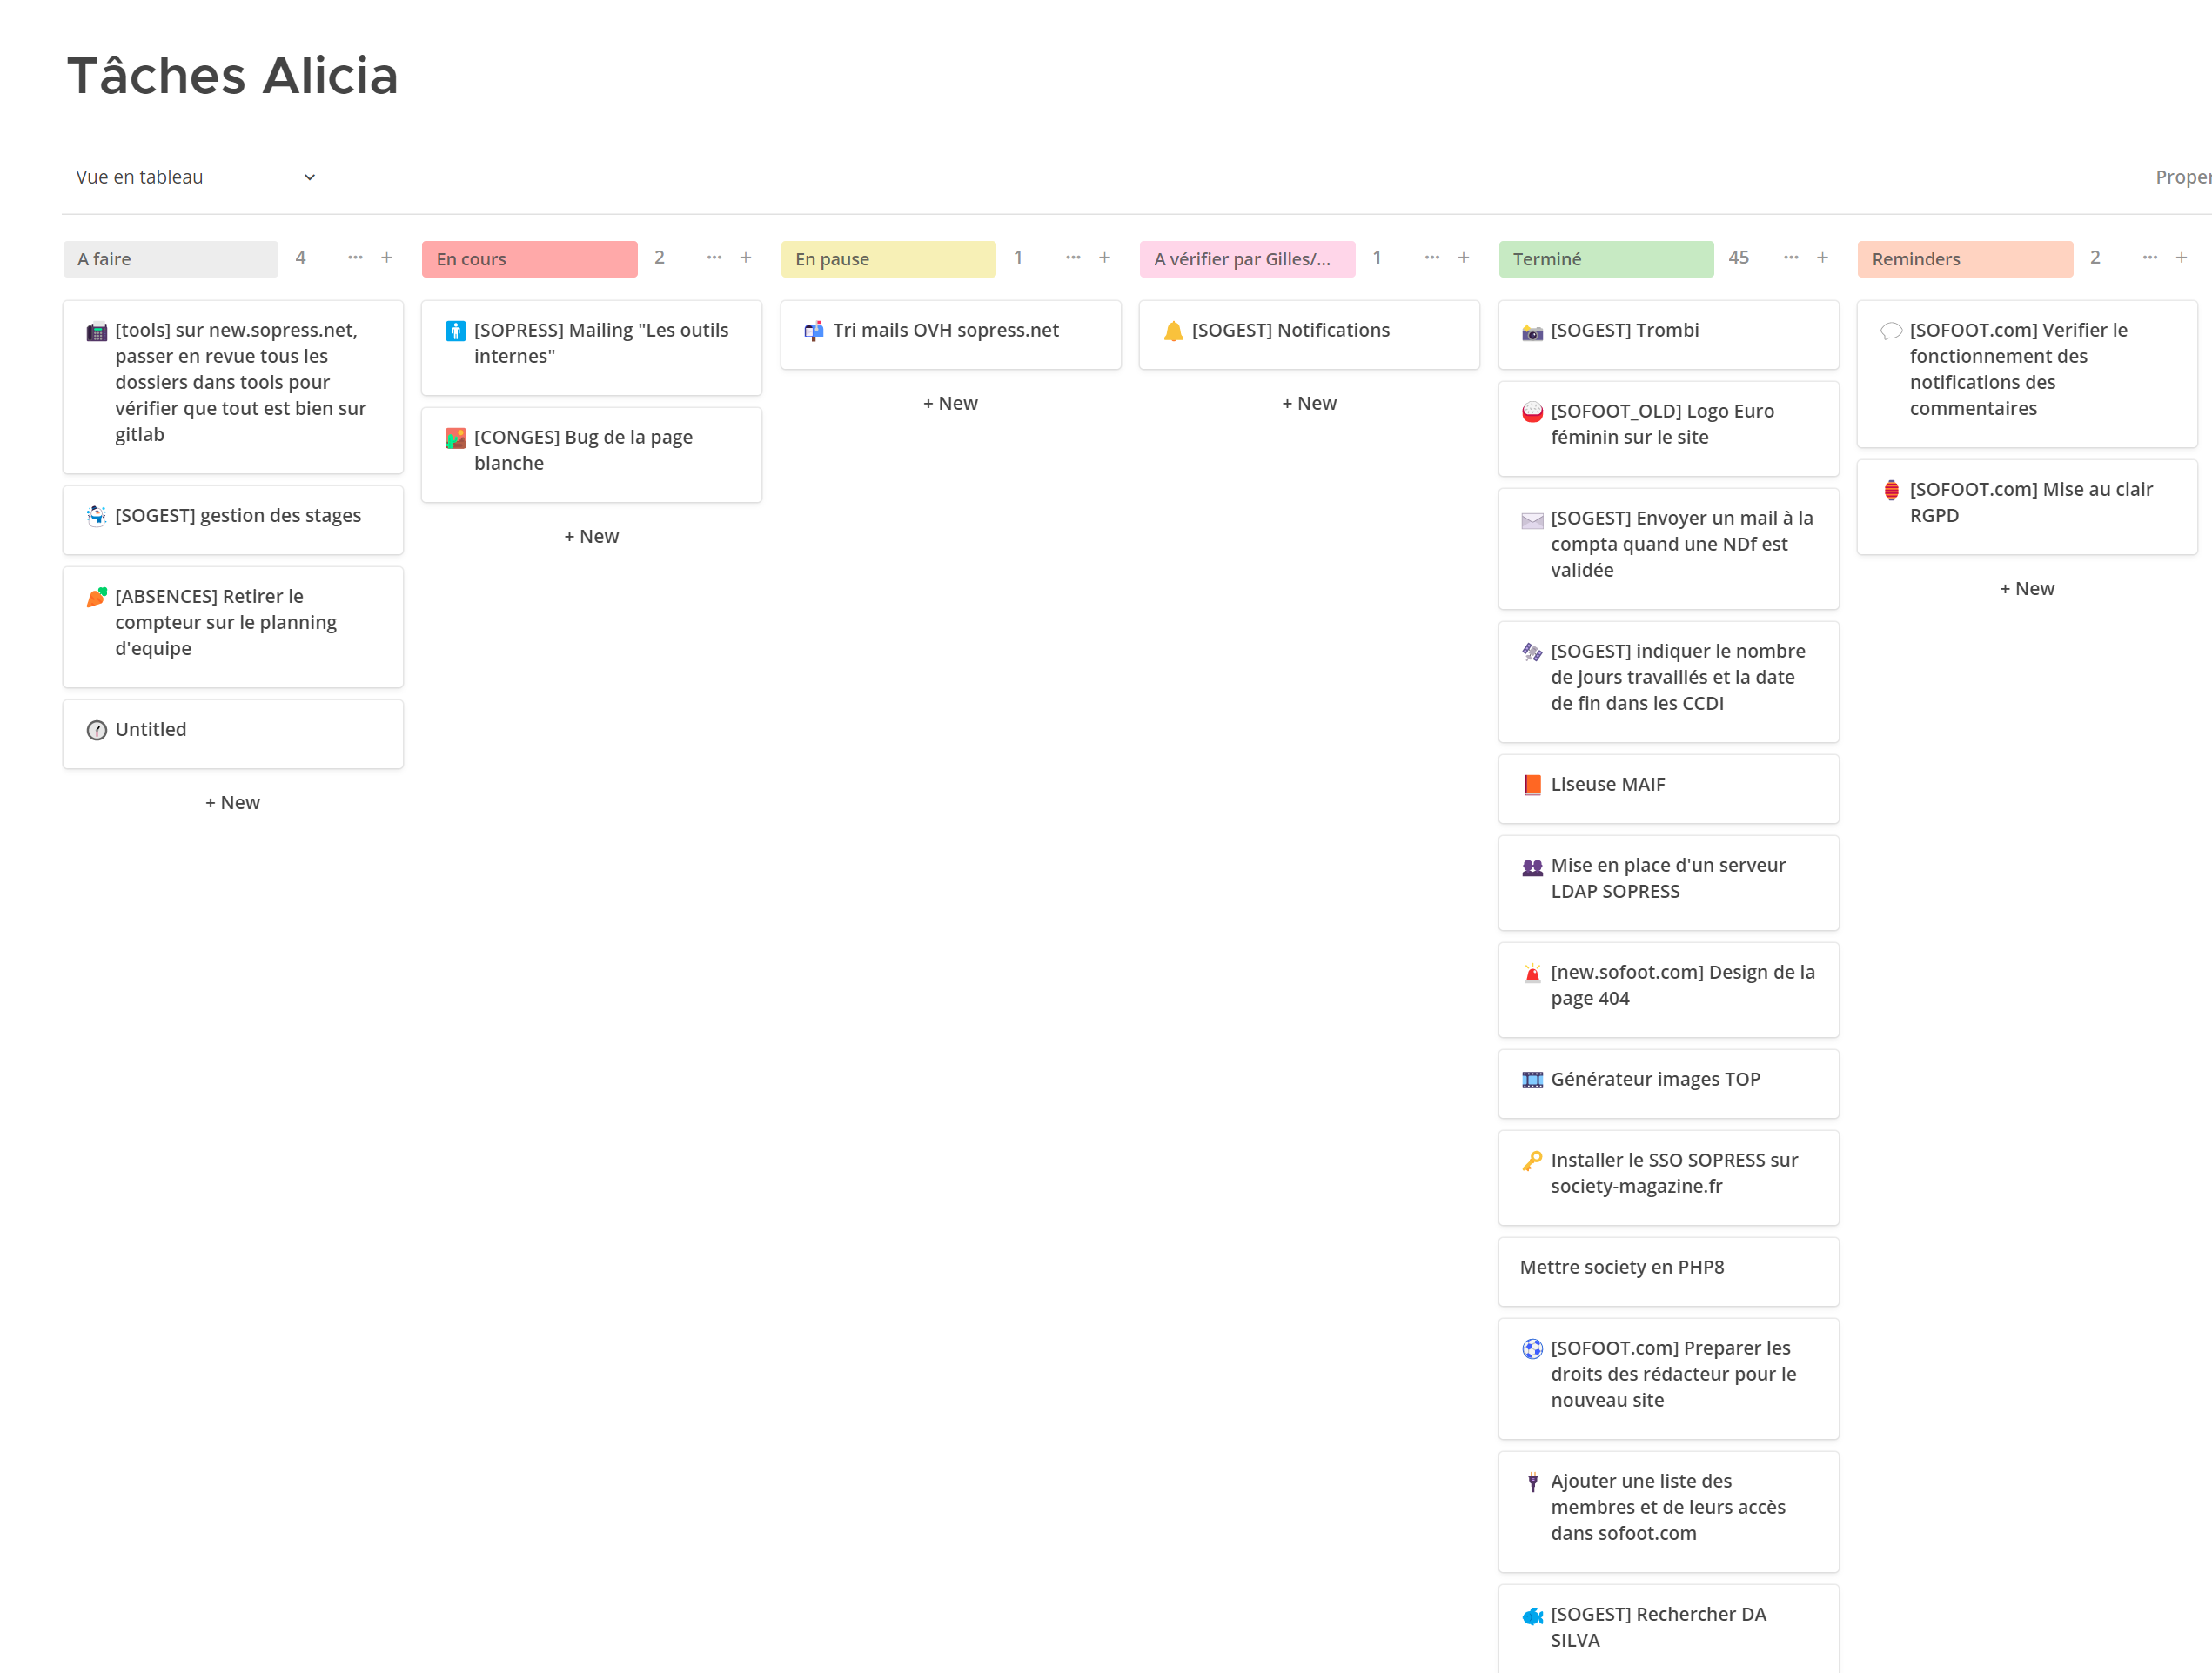 Tâches Alicia
Vue en tableau
Proper
A faire
4
[tools] sur new.sopress.net,
passer en revue tous les
dossiers dans tools pour
vérifier que tout est bien sur
gitlab
[SOGEST] gestion des stages
[ABSENCES] Retirer le
compteur sur le planning
d'equipe
Untitled
+ New
En cours
2
[SOPRESS] Mailing "Les outils
internes"
[CONGES] Bug de la page
blanche
+ New
En pause
1
Tri mails OVH sopress.net
+ New
A vérifier par Gilles/...
1
[SOGEST] Notifications
+ New
Terminé
45
[SOGEST] Trombi
[SOFOOT_OLD] Logo Euro
féminin sur le site
[SOGEST] Envoyer un mail à la
compta quand une NDf est
validée
[SOGEST] indiquer le nombre
de jours travaillés et la date
de fin dans les CCDI
Liseuse MAIF
Mise en place d'un serveur
LDAP SOPRESS
[new.sofoot.com] Design de la
page 404
Générateur images TOP
Installer le SSO SOPRESS sur
society-magazine.fr
Mettre society en PHP8
[SOFOOT.com] Preparer les
droits des rédacteur pour le
nouveau site
Ajouter une liste des
membres et de leurs accès
dans sofoot.com
[SOGEST] Rechercher DA
SILVA
Reminders
2
[SOFOOT.com] Verifier le
fonctionnement des
notifications des
commentaires
[SOFOOT.com] Mise au clair
RGPD
+ New